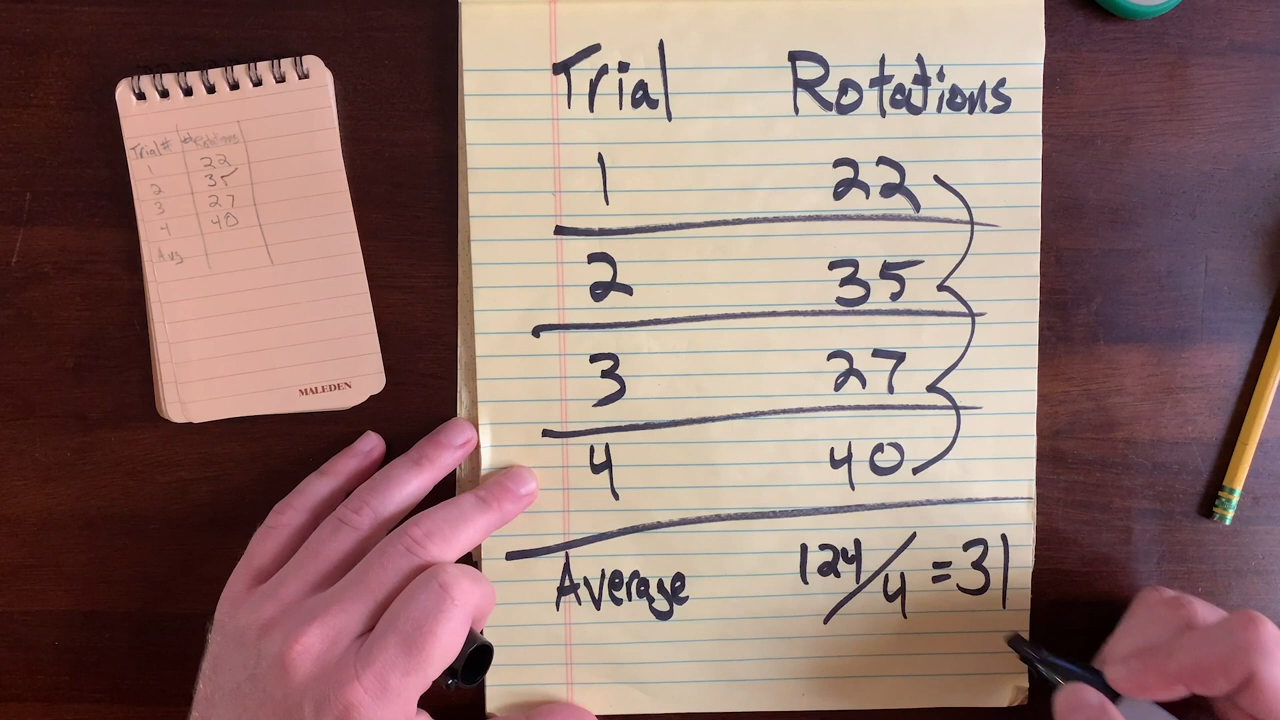 Trial# #Rotations
1 22
2 35
3 27
4 40
Avg
MALEDEN
Trial Rotations
1 22
2 35
3 27
4 40
Average 124/4 = 31